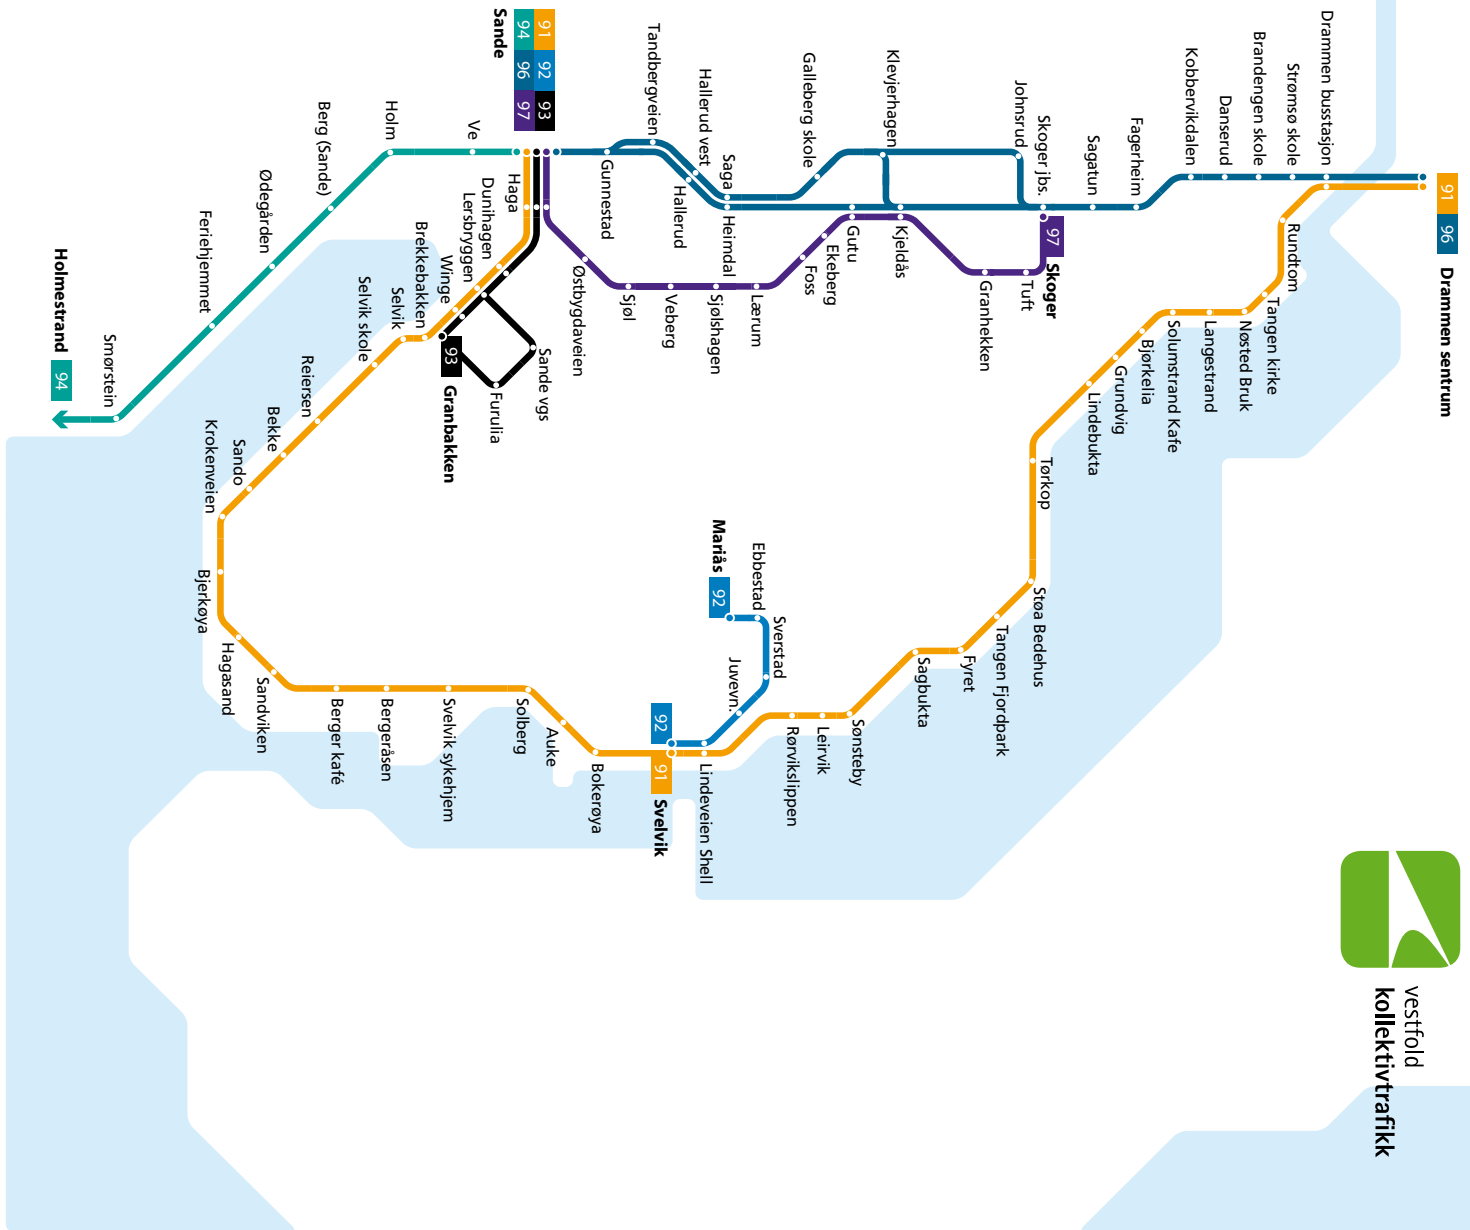 91
96
Drammen sentrum
Drammen busstasjon
Strømsø skole
Brandengen skole
Danserud
Kobbervikdalen
Fagerheim
Sagatun
Skoger jbs.
Johnsrud
97
Skoger
Tuft
Granhekken
Klevjerhagen
Kjeldås
Gutu
Ekeberg
Foss
Galleberg skole
Lærum
Sjølshagen
Veberg
Sjøl
Østbygdaveien
Saga
Heimdal
Hallerud vest
Hallerud
Tandbergveien
Gunnestad
91
92
93
94
96
97
Sande
Ve
Holm
Berg (Sande)
Ødegården
Feriehjemmet
Smørstein
Holmestrand
94
Haga
Dunihagen
Lersbryggen
Winge
Brekkebakken
Selvik
Selvik skole
93
Granbakken
Sande vgs
Furulia
Reiersen
Bekke
Sando
Krokenveien
Bjerkøya
Hagasand
Sandviken
Berger kafé
Bergeråsen
Svelvik sykehjem
Solberg
Auke
Bokerøya
92
91
Svelvik
Lindeveien Shell
Juvevn.
Sverstad
Ebbestad
Mariås
92
Rørvikslippen
Leirvik
Sønsteby
Sagbukta
Fyret
Tangen Fjordpark
Støa Bedehus
Tørkop
Lindebukta
Grundvig
Bjørkelia
Solumstrand Kafe
Langestrand
Nøsted Bruk
Tangen kirke
Rundtom
vestfold
kollektivtrafikk